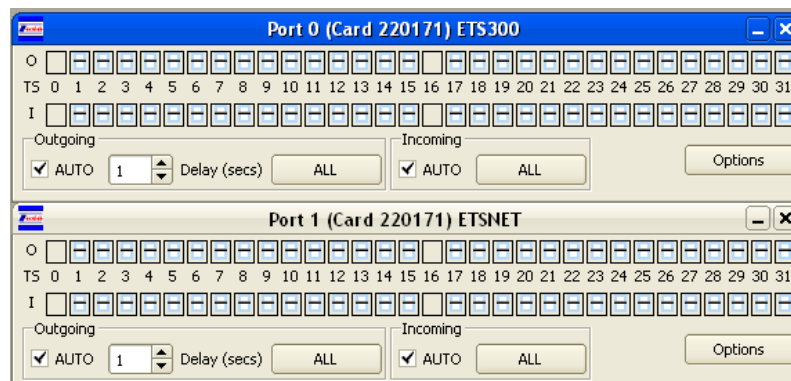 Port 0 (Card 220171) ETS300
O
TS 0 1 2 3 4 5 6 7 8 9 10 11 12 13 14 15 16 17 18 19 20 21 22 23 24 25 26 27 28 29 30 31
I
Outgoing Incoming
AUTO 1 Delay (secs) ALL AUTO ALL Options
Port 1 (Card 220171) ETSNET
O
TS 0 1 2 3 4 5 6 7 8 9 10 11 12 13 14 15 16 17 18 19 20 21 22 23 24 25 26 27 28 29 30 31
I
Outgoing Incoming
AUTO 1 Delay (secs) ALL AUTO ALL Options